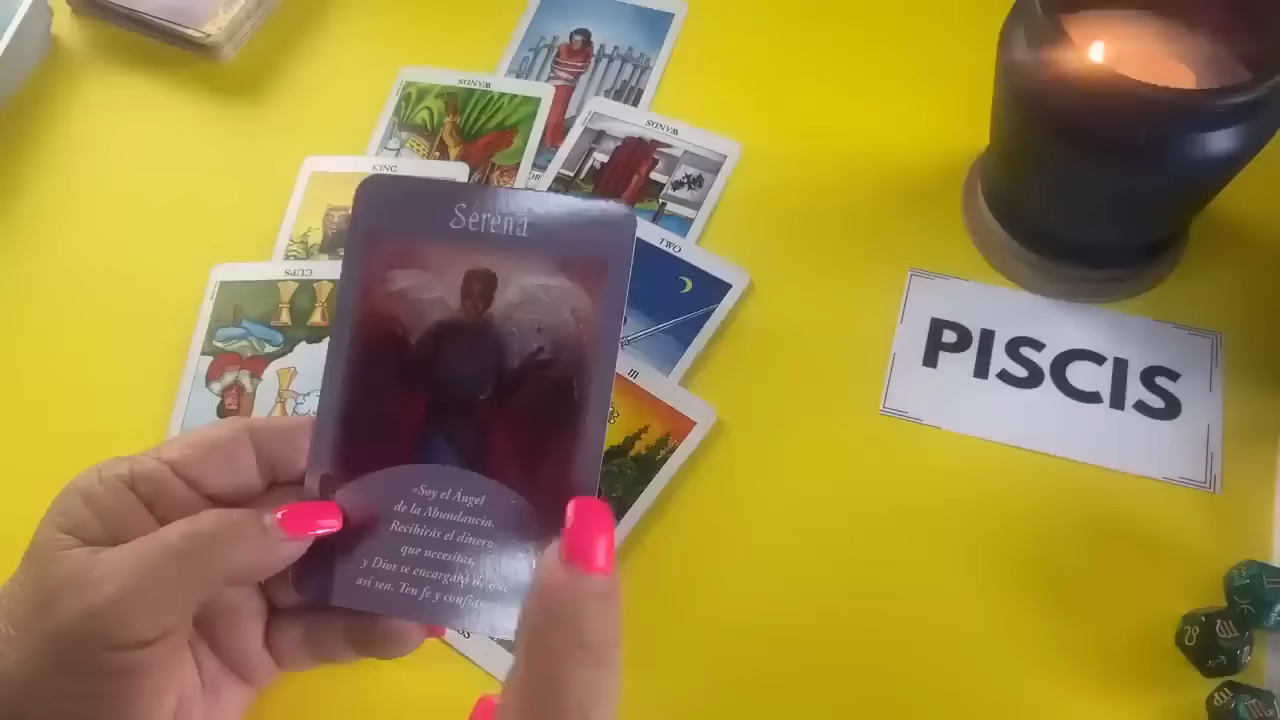 WANDS
WANDS
KING
TWO
CUPS
III
Serena
«Soy el Ángel
de la Abundancia.
Recibirás el dinero
que necesitas,
y Dios se encargará
así sea. Ten fe y
PISCIS